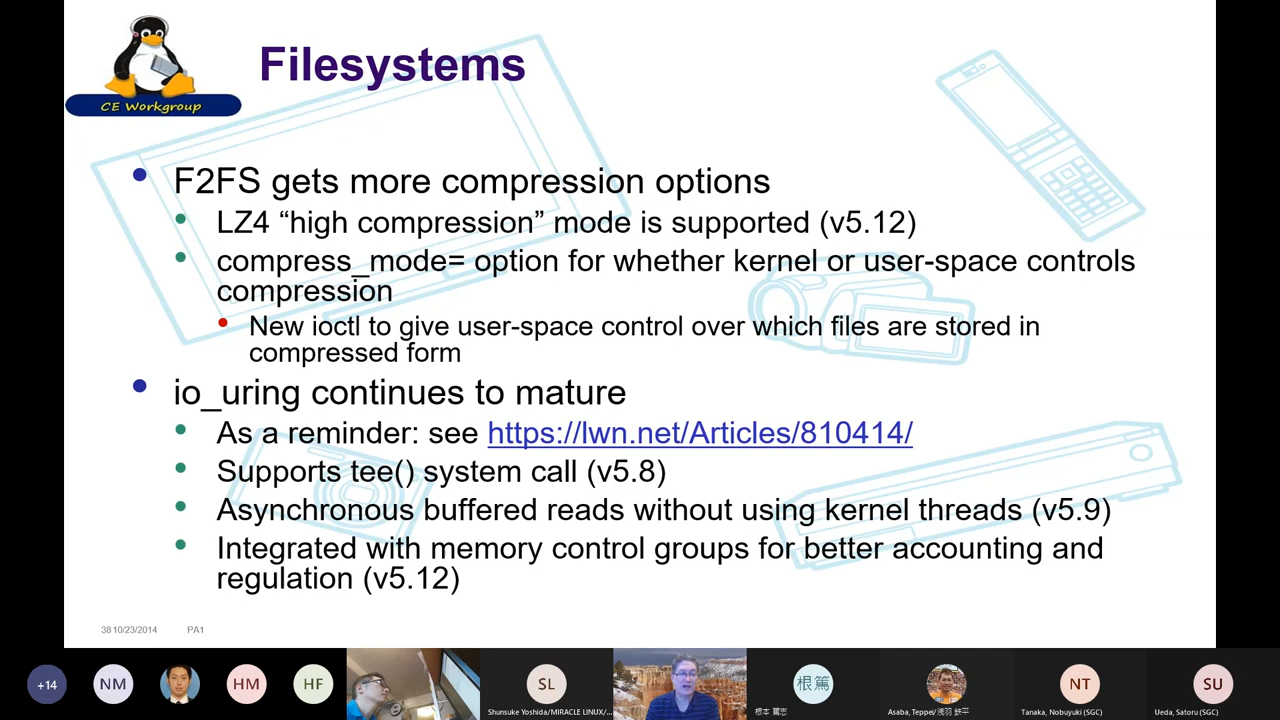 CE Workgroup
Filesystems
• F2FS gets more compression options
• LZ4 “high compression” mode is supported (v5.12)
• compress_mode= option for whether kernel or user-space controls
compression
• New ioctl to give user-space control over which files are stored in
compressed form
• io_uring continues to mature
• As a reminder: see https://lwn.net/Articles/810414/
• Supports tee() system call (v5.8)
• Asynchronous buffered reads without using kernel threads (v5.9)
• Integrated with memory control groups for better accounting and
regulation (v5.12)
38 10/23/2014 PA1
+14
NM
HM
HF
SL
Shunsuke Yoshida/MIRACLE LINUX/...
根篤
根本 篤志
Asaba, Teppei/浅羽 鉄平
NT
Tanaka, Nobuyuki (SGC)
SU
Ueda, Satoru (SGC)